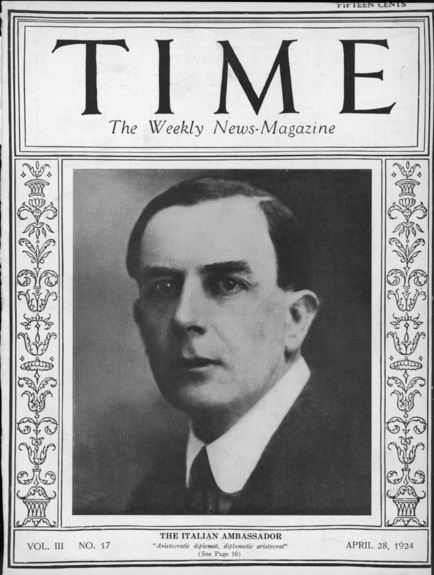 FIFTEEN CENTS
TIME
The Weekly News-Magazine
THE ITALIAN AMBASSADOR
"Aristocratic diplomat, diplomatic aristocrat"
(See Page 10)
VOL. III NO. 17 APRIL 28, 1924